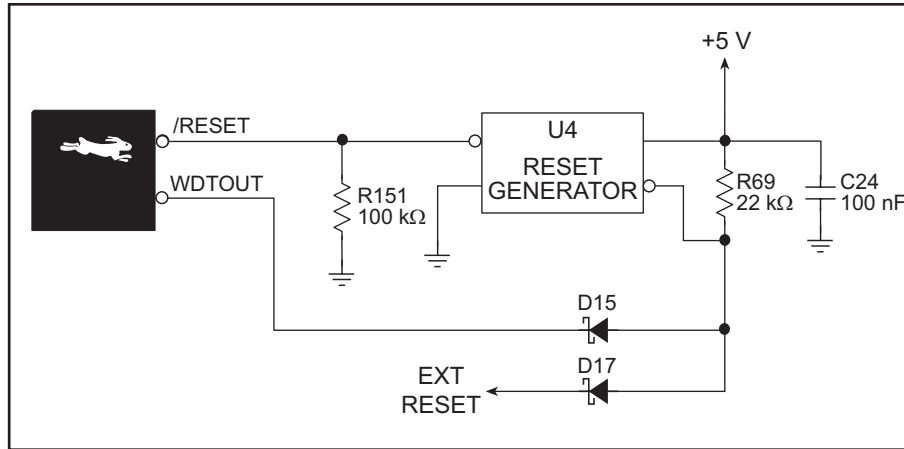 +5 V
/RESET
U4
RESET
GENERATOR
WDTOUT
R151
100 kΩ
R69
22 kΩ
C24
100 nF
D15
D17
EXT
RESET